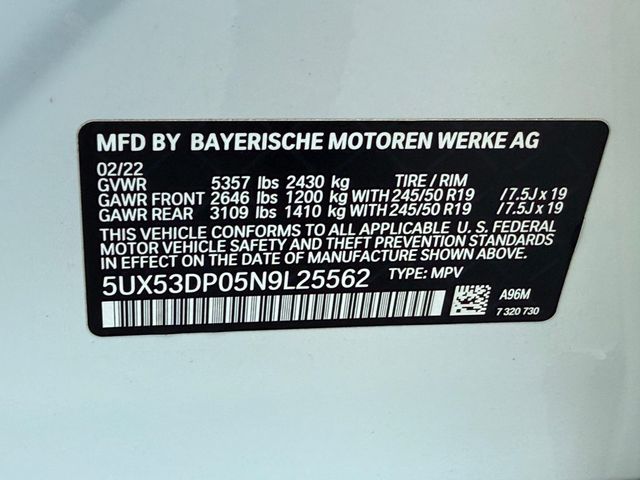 MFD BY BAYERISCHE MOTOREN WERKE AG
02/22
GVWR 5357 lbs 2430 kg TIRE / RIM
GAWR FRONT 2646 lbs 1200 kg WITH 245/50 R19 / 7.5J x 19
GAWR REAR 3109 lbs 1410 kg WITH 245/50 R19 / 7.5J x 19
THIS VEHICLE CONFORMS TO ALL APPLICABLE U. S. FEDERAL
MOTOR VEHICLE SAFETY AND THEFT PREVENTION STANDARDS
IN EFFECT ON THE DATE OF MANUFACTURE SHOWN ABOVE.
5UX53DP05N9L25562 TYPE: MPV
A96M
7 320 730